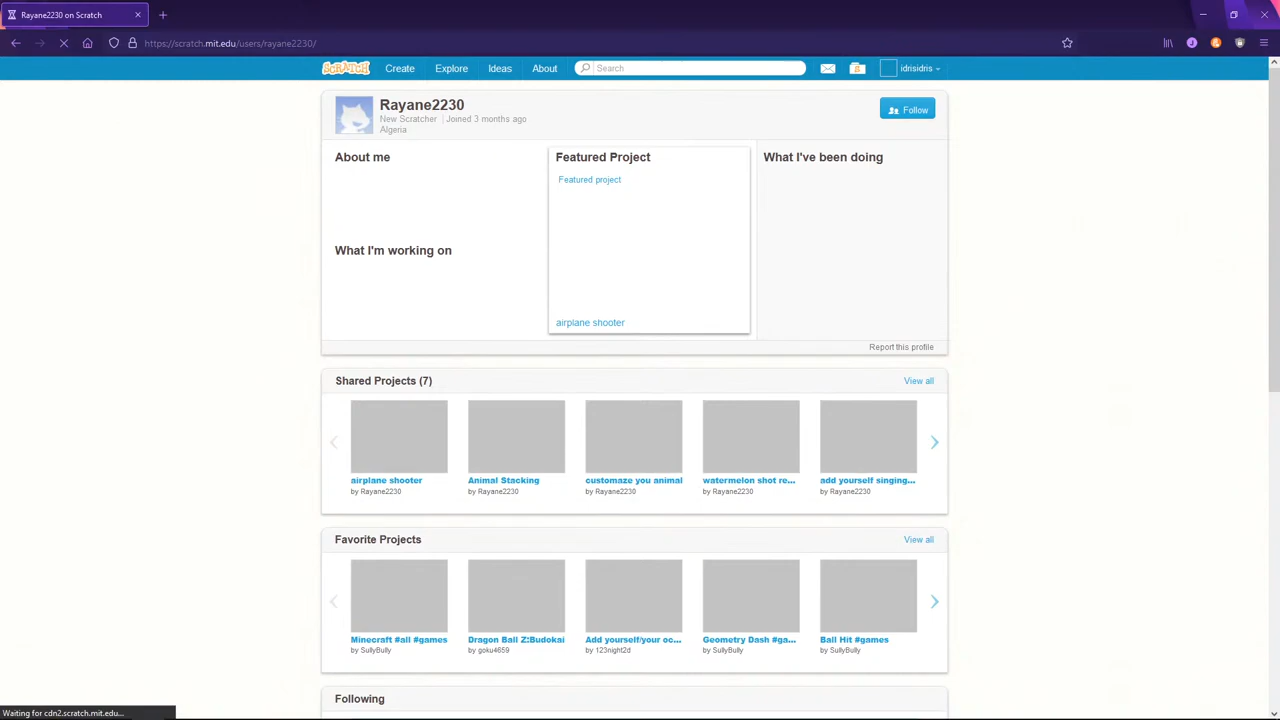 Rayane2230 on Scratch
https://scratch.mit.edu/users/rayane2230/
SCRATCH Create Explore Ideas About Search idrisidris
Rayane2230
Follow
New Scratcher Joined 3 months ago
Algeria
About me
Featured Project
What I've been doing
Featured project
What I'm working on
airplane shooter
Report this profile
Shared Projects (7)
View all
airplane shooter
by Rayane2230
Animal Stacking
by Rayane2230
customaze you animal
by Rayane2230
watermelon shot re...
by Rayane2230
add yourself singing...
by Rayane2230
Favorite Projects
View all
Minecraft #all #games
by SullyBully
Dragon Ball Z:Budokai
by goku4659
Add yourself/your oc...
by 123night2d
Geometry Dash #ga...
by SullyBully
Ball Hit #games
by SullyBully
Following
Waiting for cdn2.scratch.mit.edu...